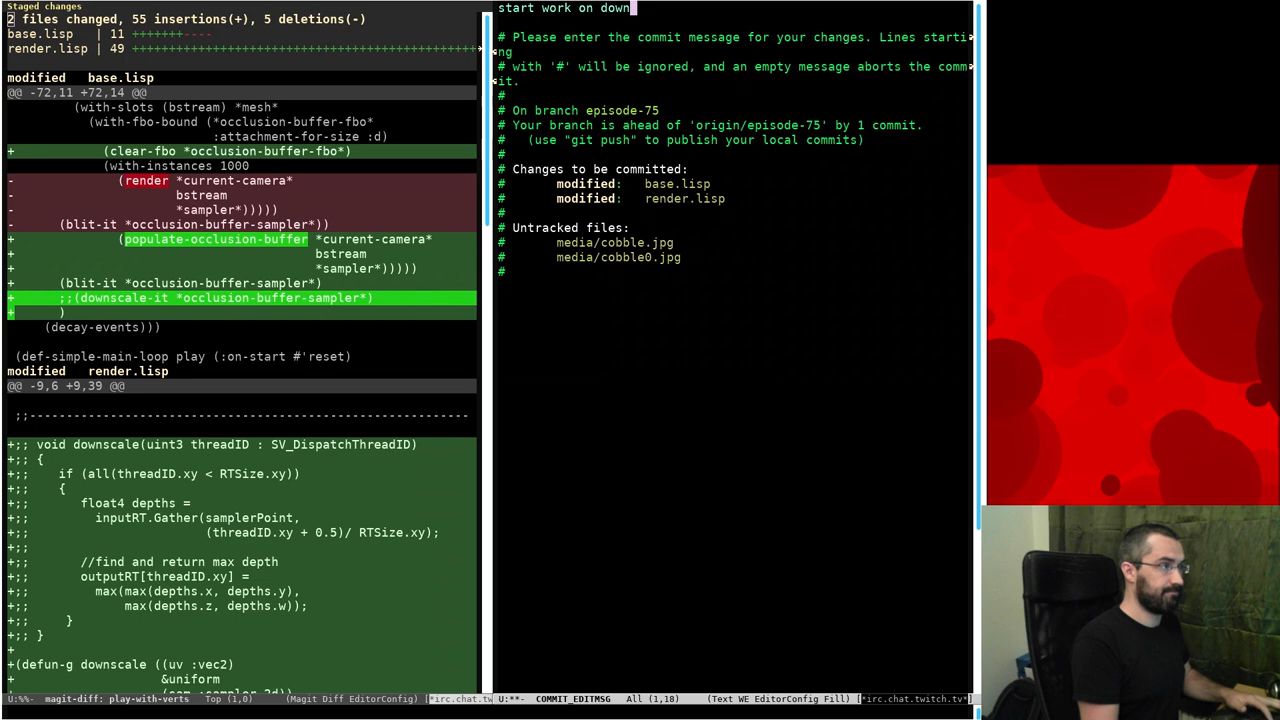 Staged changes
2 files changed, 55 insertions(+), 5 deletions(-)
base.lisp   | 11 +++++++----
render.lisp | 49 +++++++++++++++++++++++++++++++++++++++++++++++
modified   base.lisp
@@ -72,11 +72,14 @@
(with-slots (bstream) *mesh*
(with-fbo-bound (*occlusion-buffer-fbo*
:attachment-for-size :d)
+ (clear-fbo *occlusion-buffer-fbo*)
(with-instances 1000
- (render *current-camera*
- bstream
- *sampler*)))))
- (blit-it *occlusion-buffer-sampler*))
+ (populate-occlusion-buffer *current-camera*
+ bstream
+ *sampler*)))))
+ (blit-it *occlusion-buffer-sampler*)
+ ;;(downscale-it *occlusion-buffer-sampler*)
+ )
(decay-events)))
(def-simple-main-loop play (:on-start #'reset)
modified   render.lisp
@@ -9,6 +9,39 @@
;;------------------------------------------------------------
+;; void downscale(uint3 threadID : SV_DispatchThreadID)
+;; {
+;;    if (all(threadID.xy < RTSize.xy))
+;;    {
+;;       float4 depths =
+;;         inputRT.Gather(samplerPoint,
+;;                        (threadID.xy + 0.5)/ RTSize.xy);
+;;
+;;       //find and return max depth
+;;       outputRT[threadID.xy] =
+;;         max(max(depths.x, depths.y),
+;;             max(depths.z, depths.w));
+;;     }
+;; }
+
+(defun-g downscale ((uv :vec2)
+ &uniform
U:%%-  magit-diff: play-with-verts   Top (1,0)   (Magit Diff EditorConfig) [*irc.chat.tw
start work on down
# Please enter the commit message for your changes. Lines starti
ng
# with '#' will be ignored, and an empty message aborts the comm
it.
#
# On branch episode-75
# Your branch is ahead of 'origin/episode-75' by 1 commit.
#   (use "git push" to publish your local commits)
#
# Changes to be committed:
#       modified:   base.lisp
#       modified:   render.lisp
#
# Untracked files:
#       media/cobble.jpg
#       media/cobble0.jpg
#
U:**-  COMMIT_EDITMSG   All (1,18)   (Text WE EditorConfig Fill) [*irc.chat.twitch.tv*]